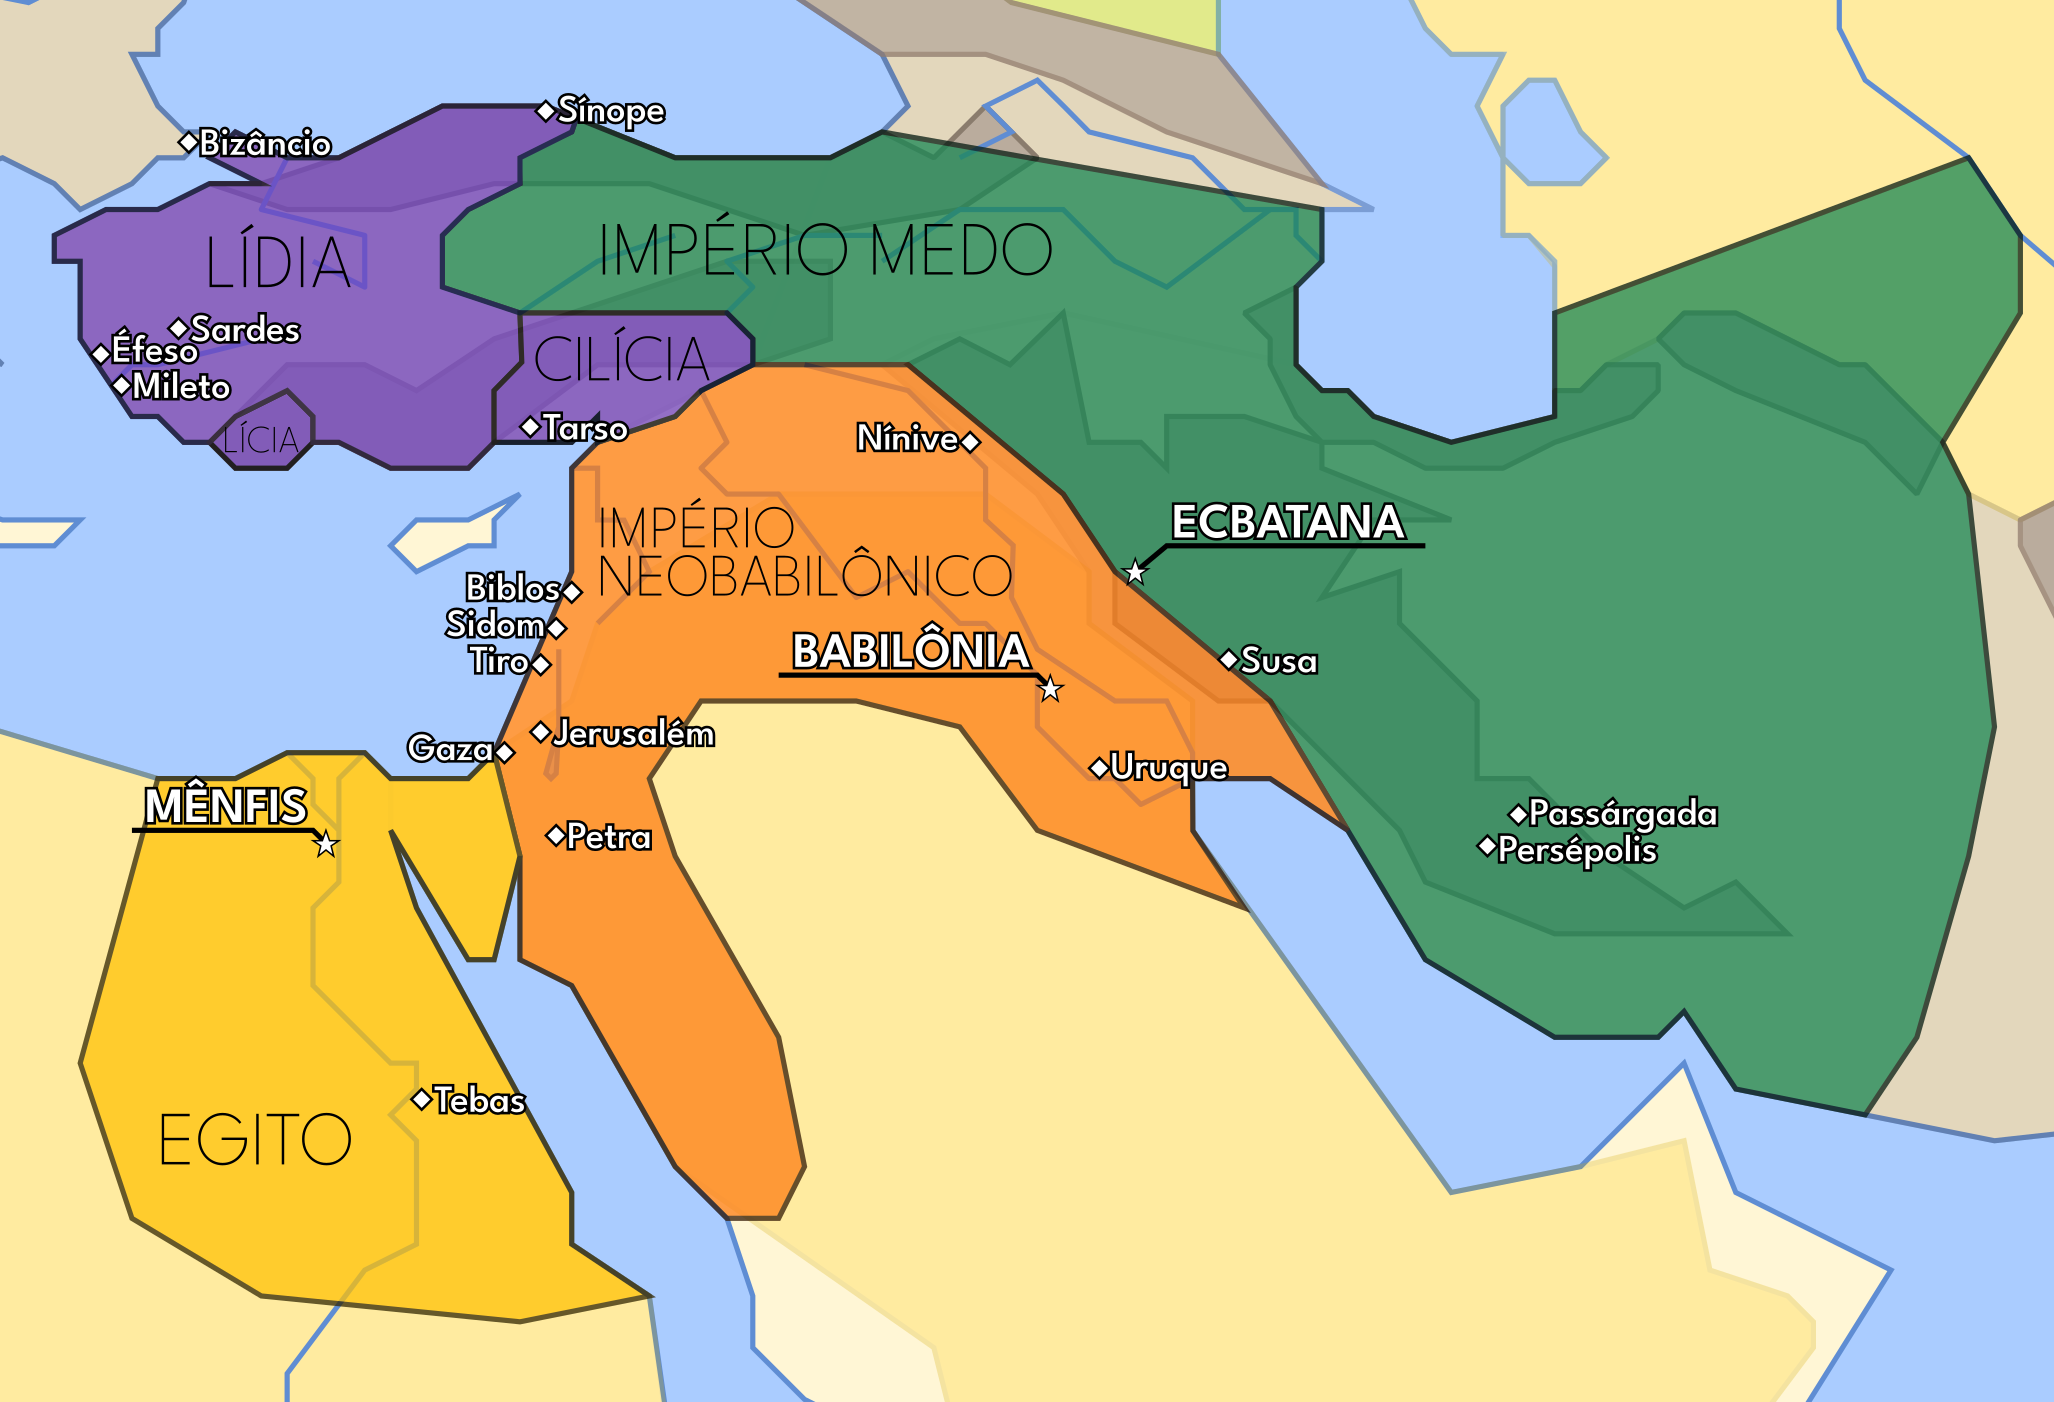 Sínope
Bizâncio
LÍDIA
IMPÉRIO MEDO
Sardes
Éfeso
Mileto
CILÍCIA
LÍCIA
Tarso
Nínive
ECBATANA
IMPÉRIO
NEOBABILÔNICO
Biblos
Sidom
Tiro
BABILÔNIA
Susa
Jerusalém
Gaza
Uruque
MÊNFIS
Petra
Passárgada
Persépolis
Tebas
EGITO